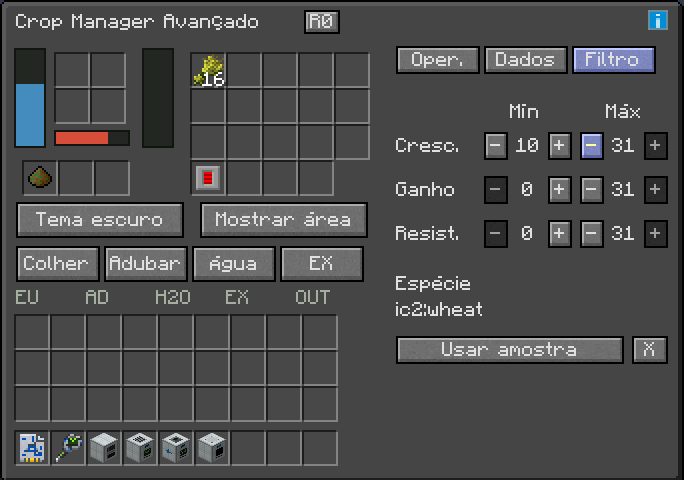 Crop Manager Avançado R0 i
Oper. Dados Filtro
16
Mín Máx
Cresc. − 10 + − 31 +
Ganho − 0 + − 31 +
Resist. − 0 + − 31 +
Tema escuro Mostrar área
Colher Adubar água EX
EU AD H2O EX OUT
Espécie
ic2:wheat
Usar amostra X